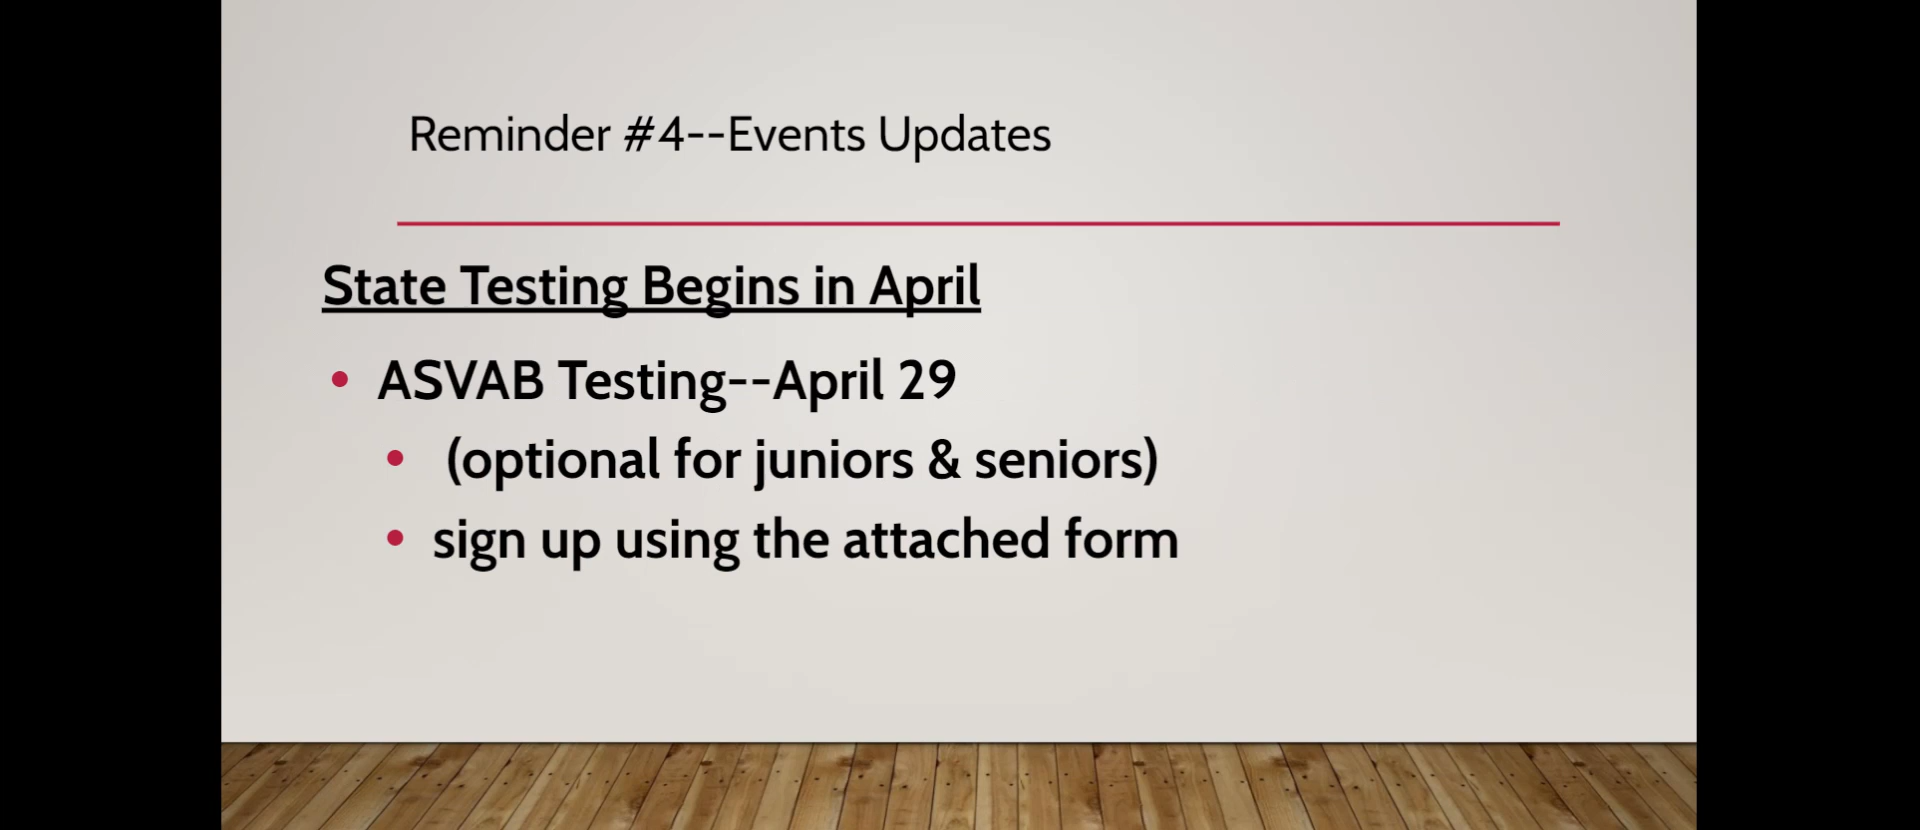 Reminder #4--Events Updates
State Testing Begins in April
• ASVAB Testing--April 29
• (optional for juniors & seniors)
• sign up using the attached form